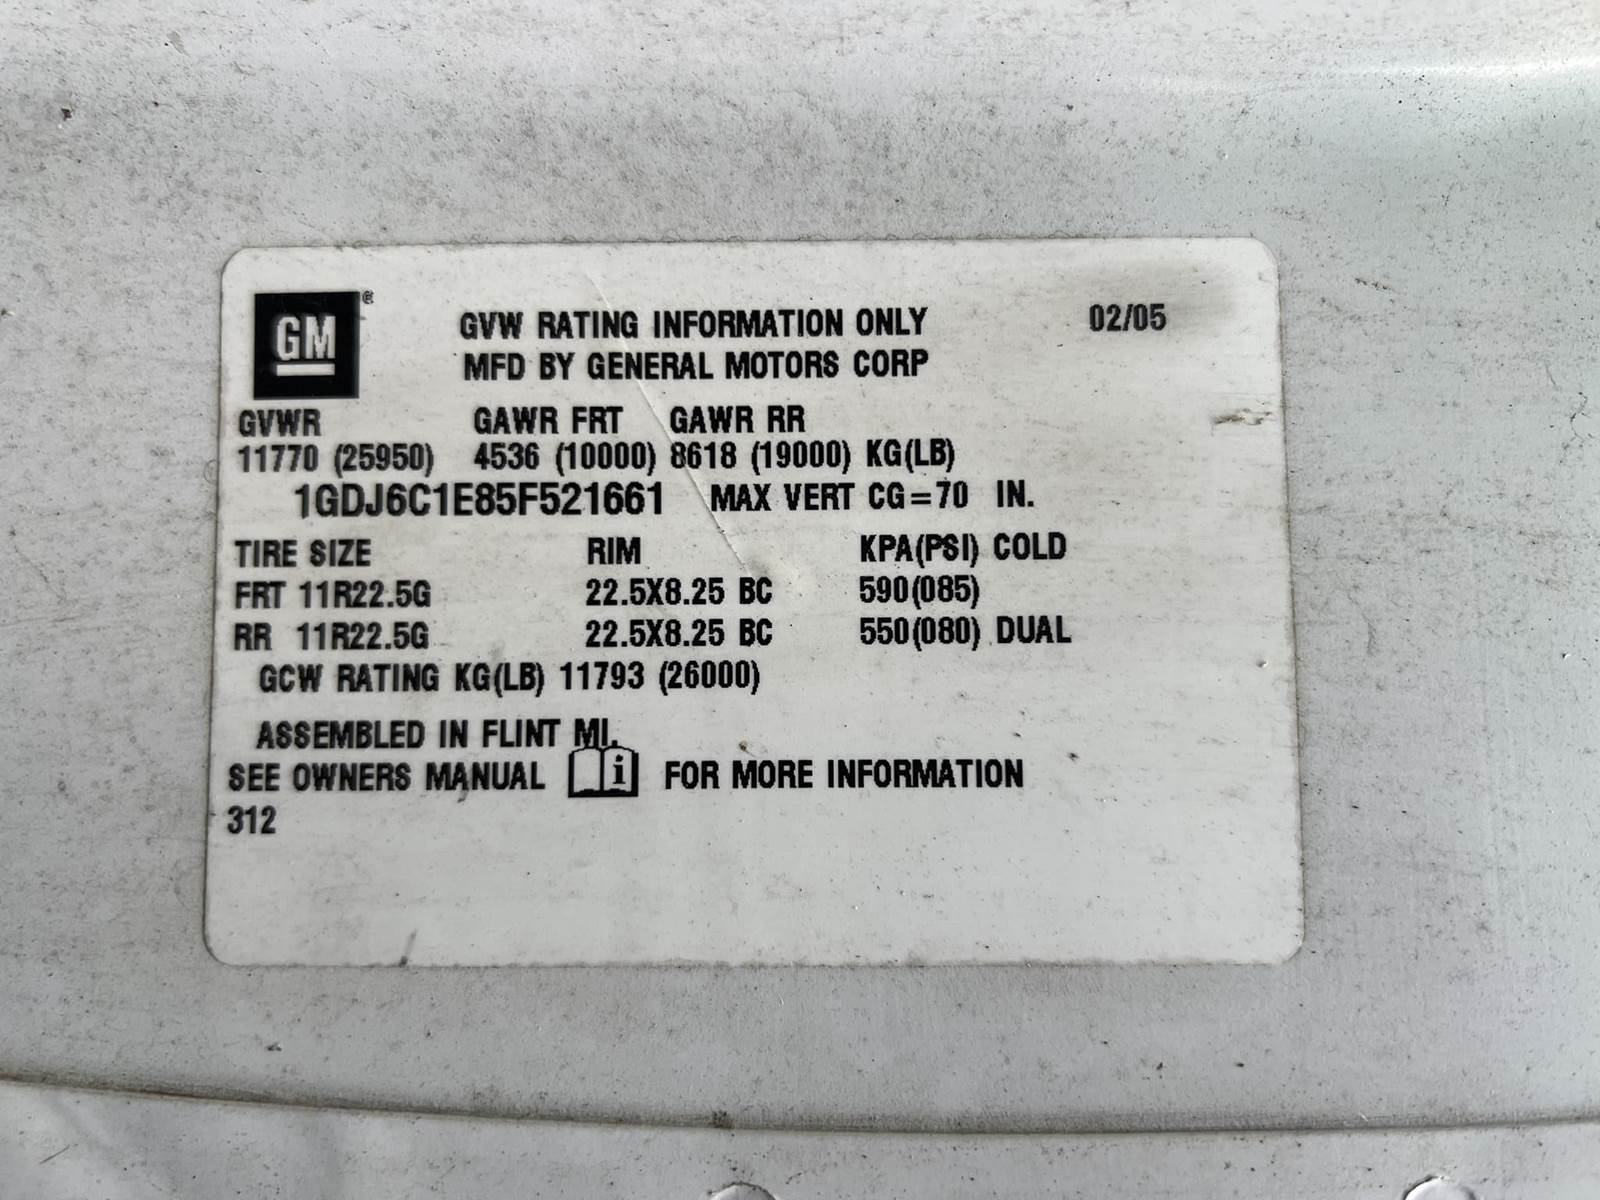 GM®
GVW RATING INFORMATION ONLY 02/05
MFD BY GENERAL MOTORS CORP
GVWR GAWR FRT GAWR RR
11770 (25950) 4536 (10000) 8618 (19000) KG(LB)
1GDJ6C1E85F521661 MAX VERT CG=70 IN.
TIRE SIZE RIM KPA(PSI) COLD
FRT 11R22.5G 22.5X8.25 BC 590(085)
RR 11R22.5G 22.5X8.25 BC 550(080) DUAL
GCW RATING KG(LB) 11793 (26000)
ASSEMBLED IN FLINT MI.
SEE OWNERS MANUAL i FOR MORE INFORMATION
312